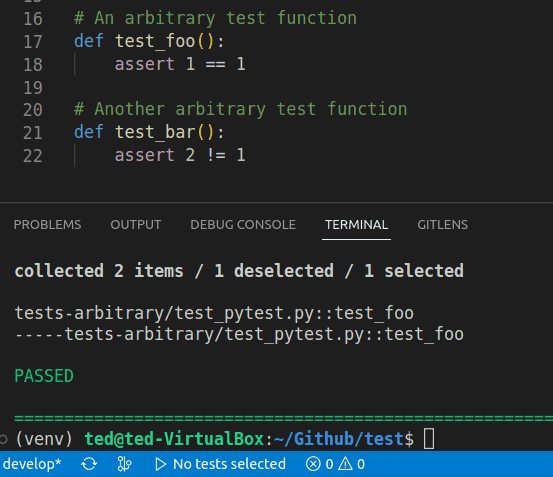 16 # An arbitrary test function
17 def test_foo():
18 assert 1 == 1
19
20 # Another arbitrary test function
21 def test_bar():
22 assert 2 != 1
PROBLEMS OUTPUT DEBUG CONSOLE TERMINAL GITLENS
collected 2 items / 1 deselected / 1 selected
tests-arbitrary/test_pytest.py::test_foo
-----tests-arbitrary/test_pytest.py::test_foo
PASSED
======================================================
(venv) ted@ted-VirtualBox:~/Github/test$
develop* No tests selected 0 0